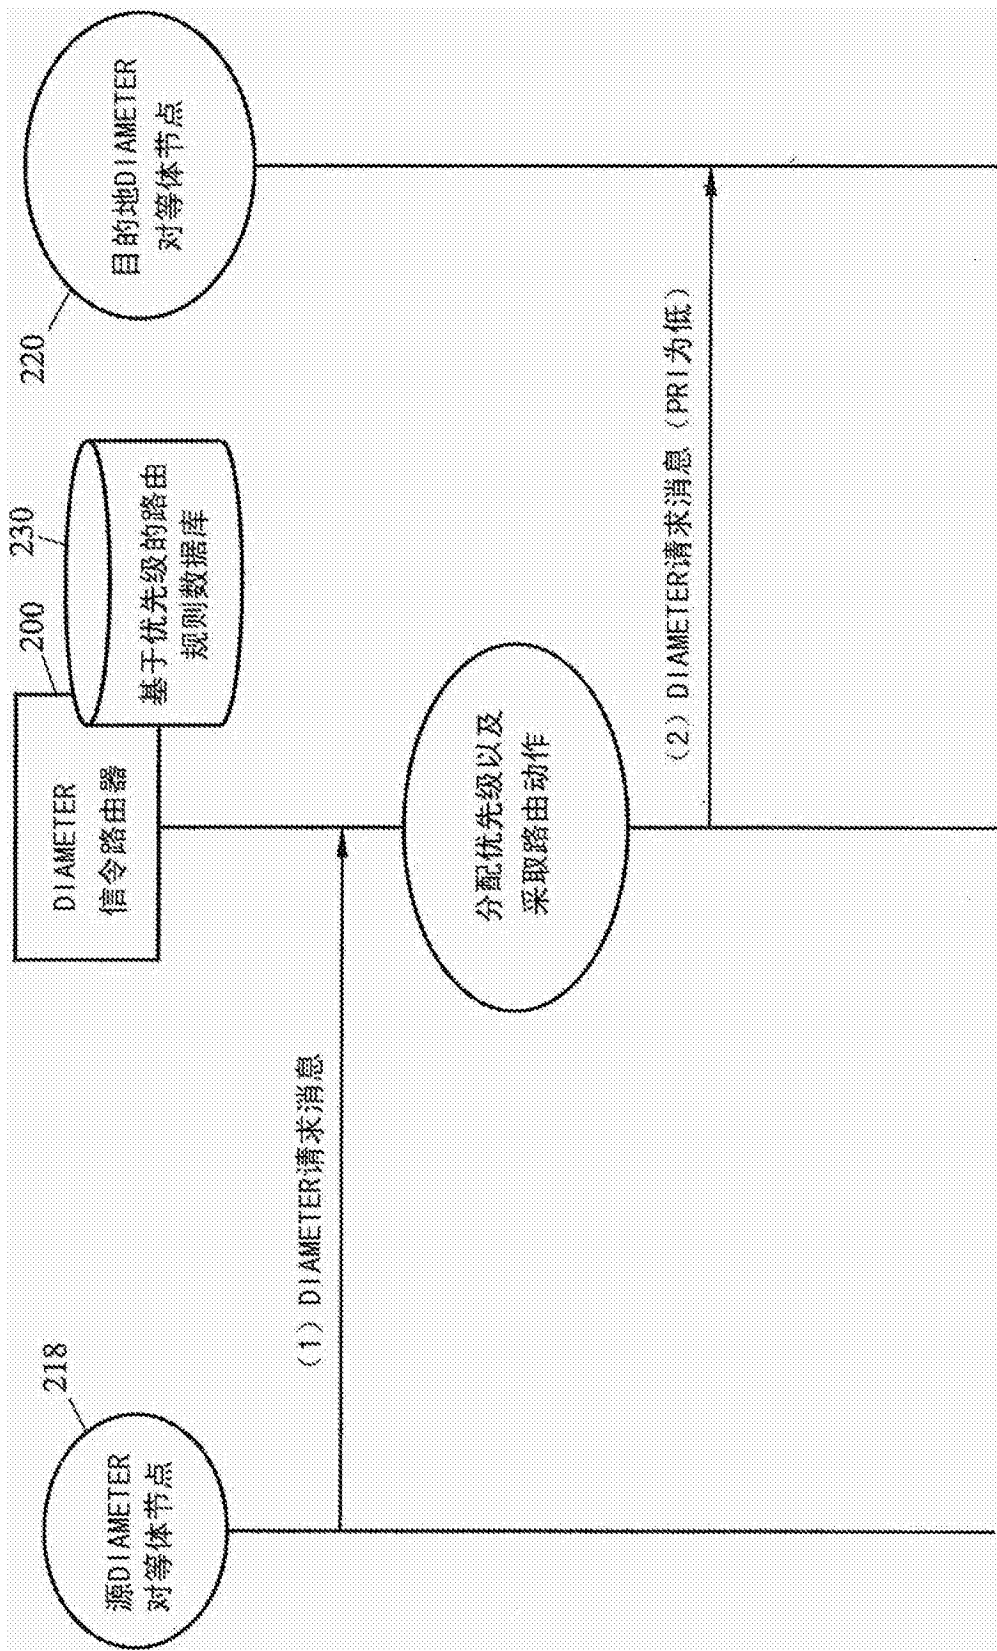 源DIAMETER
对等体节点
218
DIAMETER
信令路由器
200
基于优先级的路由
规则数据库
230
目的地DIAMETER
对等体节点
220
(1) DIAMETER请求消息
分配优先级以及
采取路由动作
(2) DIAMETER请求消息 (PRI为低)